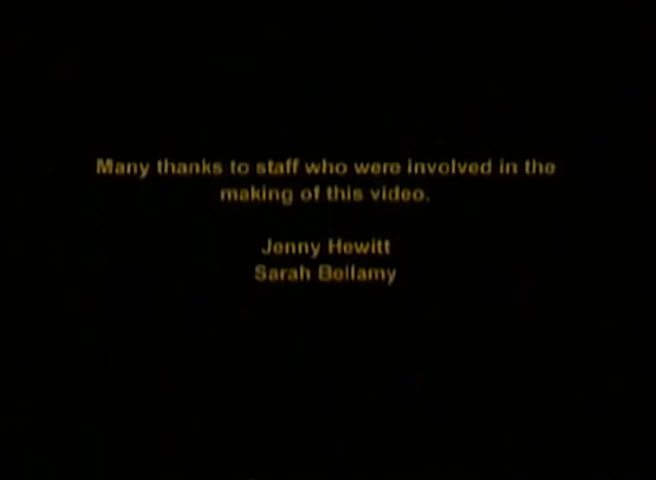 Many thanks to staff who were involved in the
making of this video.
Jenny Hewitt
Sarah Bellamy